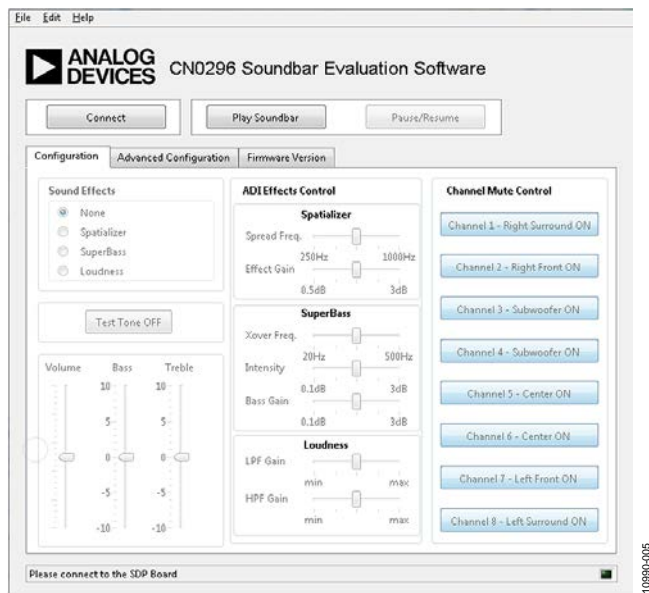 File Edit Help
ANALOG DEVICES
CN0296 Soundbar Evaluation Software
Connect Play Soundbar Pause/Resume
Configuration Advanced Configuration Firmware Version
Sound Effects
None
Spatializer
SuperBass
Loudness
Test Tone OFF
Volume Bass Treble
10 10
5 5
0 0
-5 -5
-10 -10
ADI Effects Control
Spatializer
Spread Freq.
250Hz 1000Hz
Effect Gain
0.5dB 3dB
SuperBass
Xover Freq.
20Hz 500Hz
Intensity
0.1dB 3dB
Bass Gain
0.1dB 3dB
Loudness
LPF Gain
min max
HPF Gain
min max
Channel Mute Control
Channel 1 - Right Surround ON
Channel 2 - Right Front ON
Channel 3 - Subwoofer ON
Channel 4 - Subwoofer ON
Channel 5 - Center ON
Channel 6 - Center ON
Channel 7 - Left Front ON
Channel 8 - Left Surround ON
Please connect to the SDP Board
10990-005